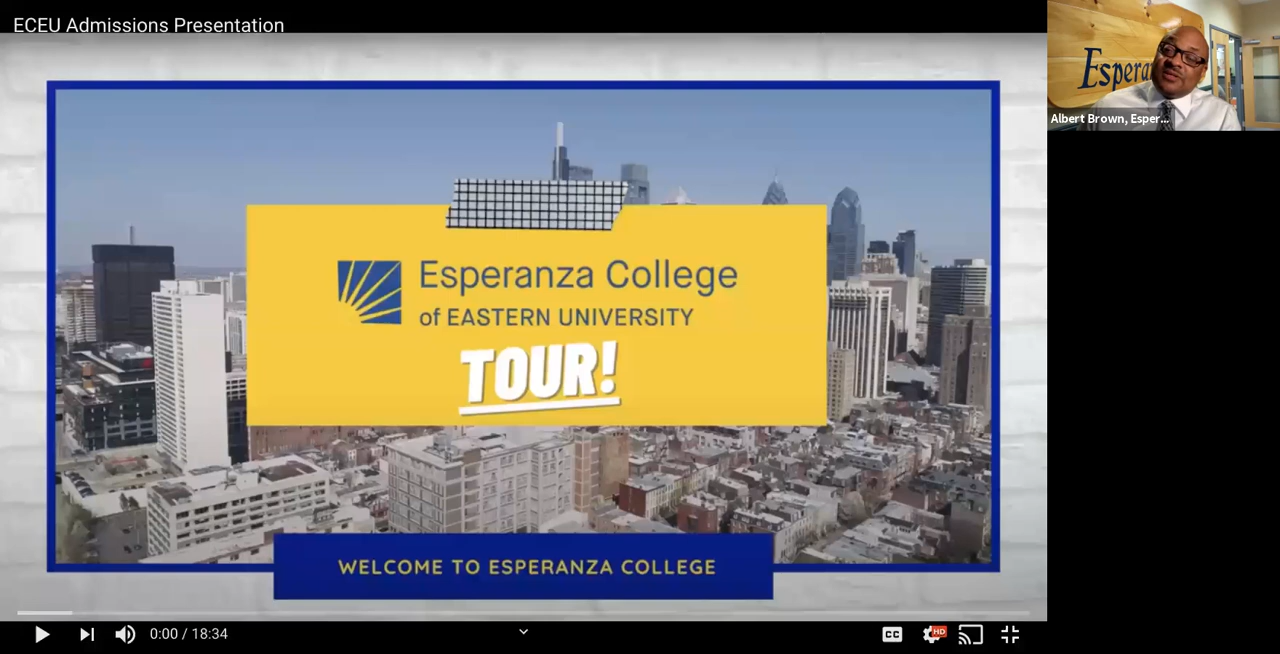 ECEU Admissions Presentation
Esperanza College
of EASTERN UNIVERSITY
TOUR!
WELCOME TO ESPERANZA COLLEGE
0:00 / 18:34
CC
HD
Espera
Albert Brown, Esper...